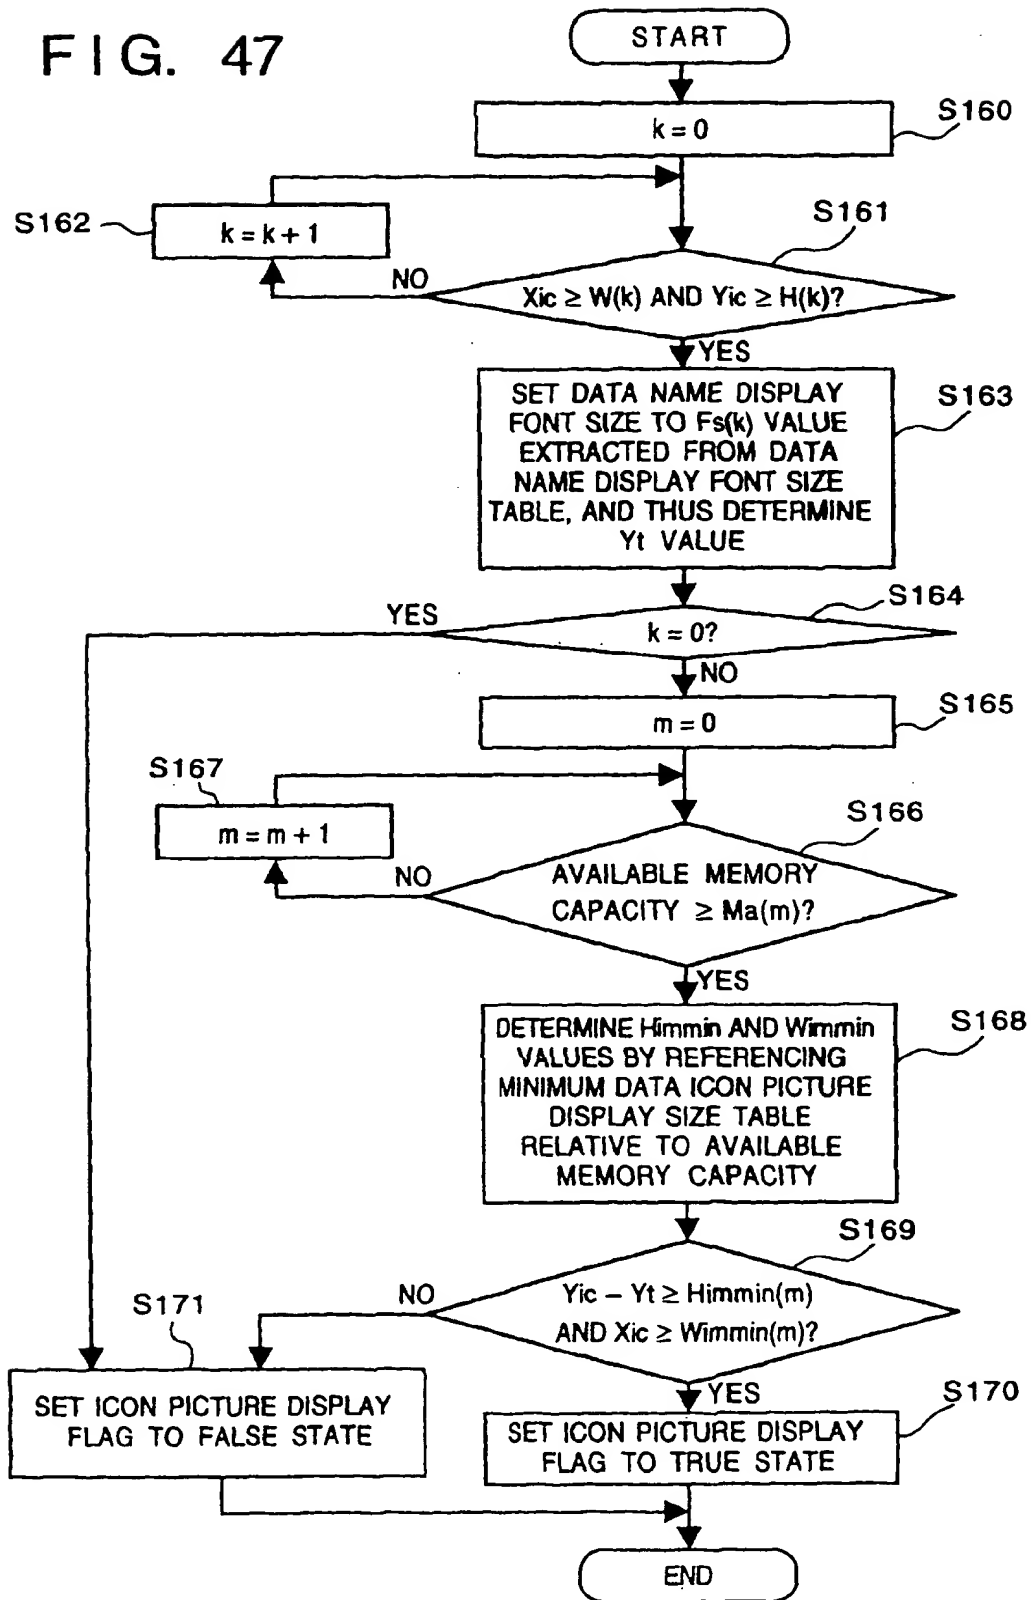 FIG. 47
START
k = 0
S160
S162
k = k + 1
S161
NO
Xic ≥ W(k) AND Yic ≥ H(k)?
YES
SET DATA NAME DISPLAY
FONT SIZE TO Fs(k) VALUE
EXTRACTED FROM DATA
NAME DISPLAY FONT SIZE
TABLE, AND THUS DETERMINE
Yt VALUE
S163
S164
YES
k = 0?
NO
m = 0
S165
S167
m = m + 1
S166
NO
AVAILABLE MEMORY
CAPACITY ≥ Ma(m)?
YES
DETERMINE Himmin AND Wimmin
VALUES BY REFERENCING
MINIMUM DATA ICON PICTURE
DISPLAY SIZE TABLE
RELATIVE TO AVAILABLE
MEMORY CAPACITY
S168
S169
NO
Yic – Yt ≥ Himmin(m)
AND Xic ≥ Wimmin(m)?
S171
YES
S170
SET ICON PICTURE DISPLAY
FLAG TO FALSE STATE
SET ICON PICTURE DISPLAY
FLAG TO TRUE STATE
END